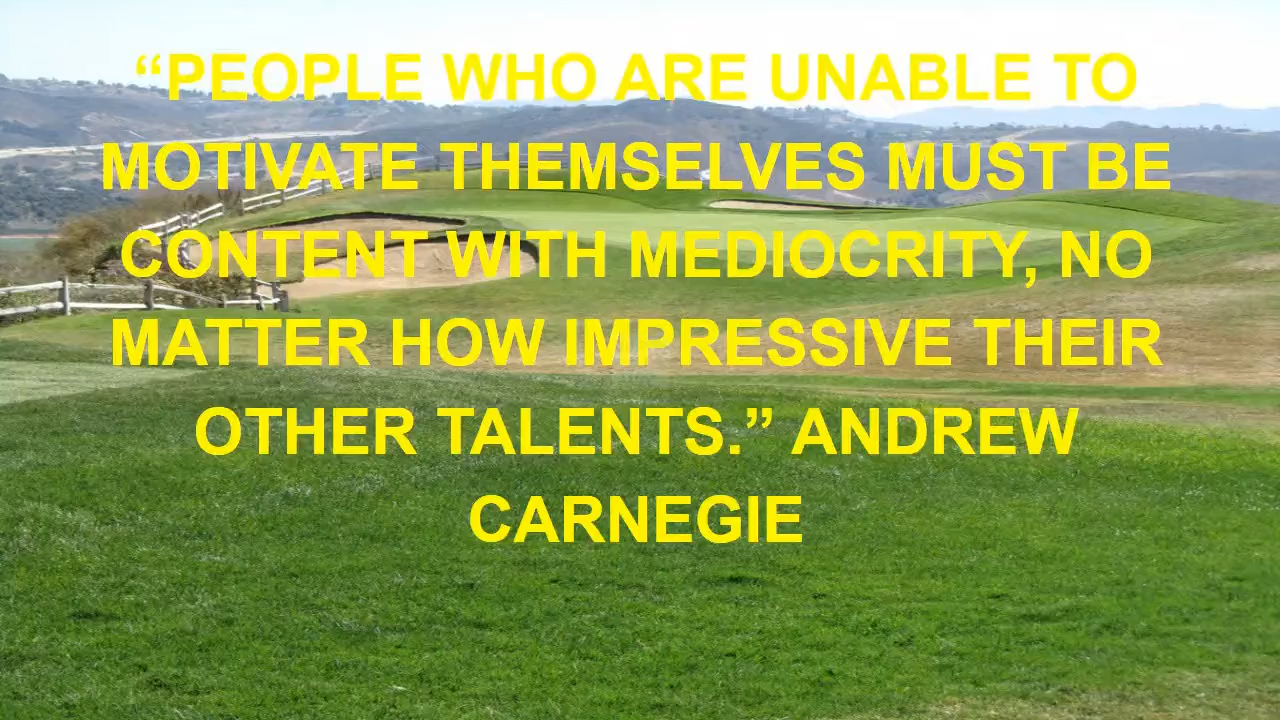 “PEOPLE WHO ARE UNABLE TO
MOTIVATE THEMSELVES MUST BE
CONTENT WITH MEDIOCRITY, NO
MATTER HOW IMPRESSIVE THEIR
OTHER TALENTS.” ANDREW
CARNEGIE